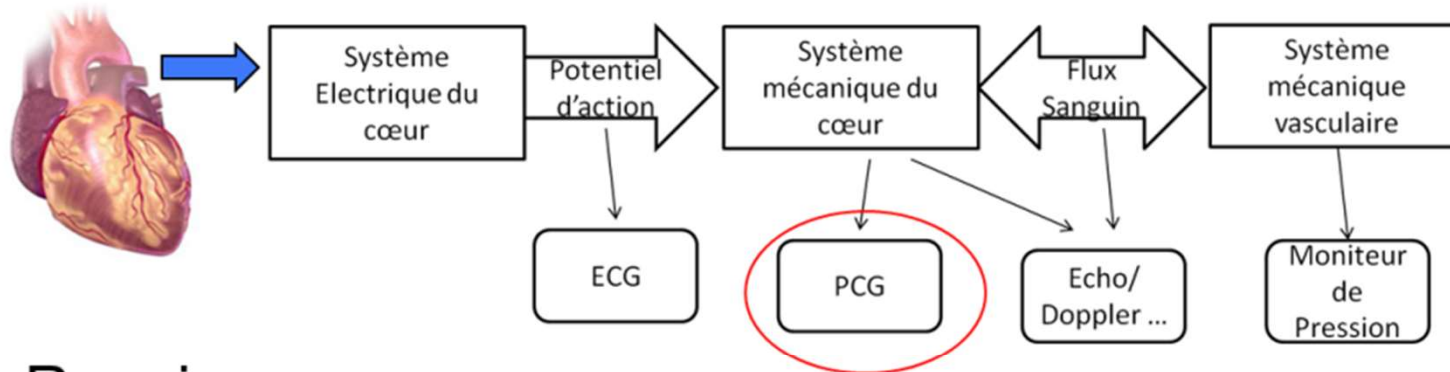 Système
Electrique du
cœur
Potentiel
d’action
Système
mécanique du
cœur
Flux
Sanguin
Système
mécanique
vasculaire
ECG
PCG
Echo/
Doppler ...
Moniteur
de
Pression